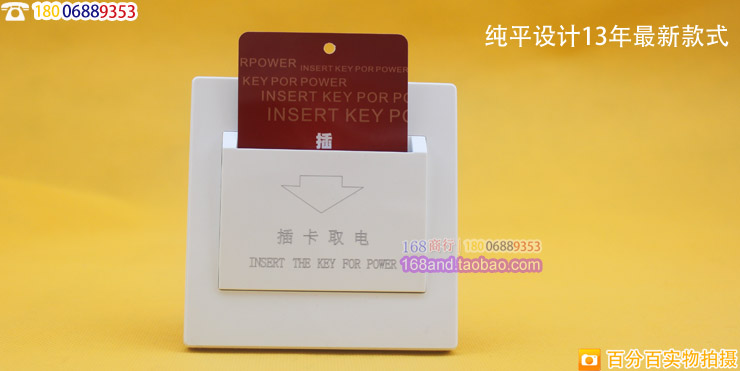 18006889353
纯平设计13年最新款式
RPOWER INSERT KEY POR POWER
KEY POR POWER
INSERT KEY POR PO
INSERT KEY PO
插
插卡取电
INSERT THE KEY FOR POWER
168商行 18006889353
168and.taobao.com
百分百实物拍摄